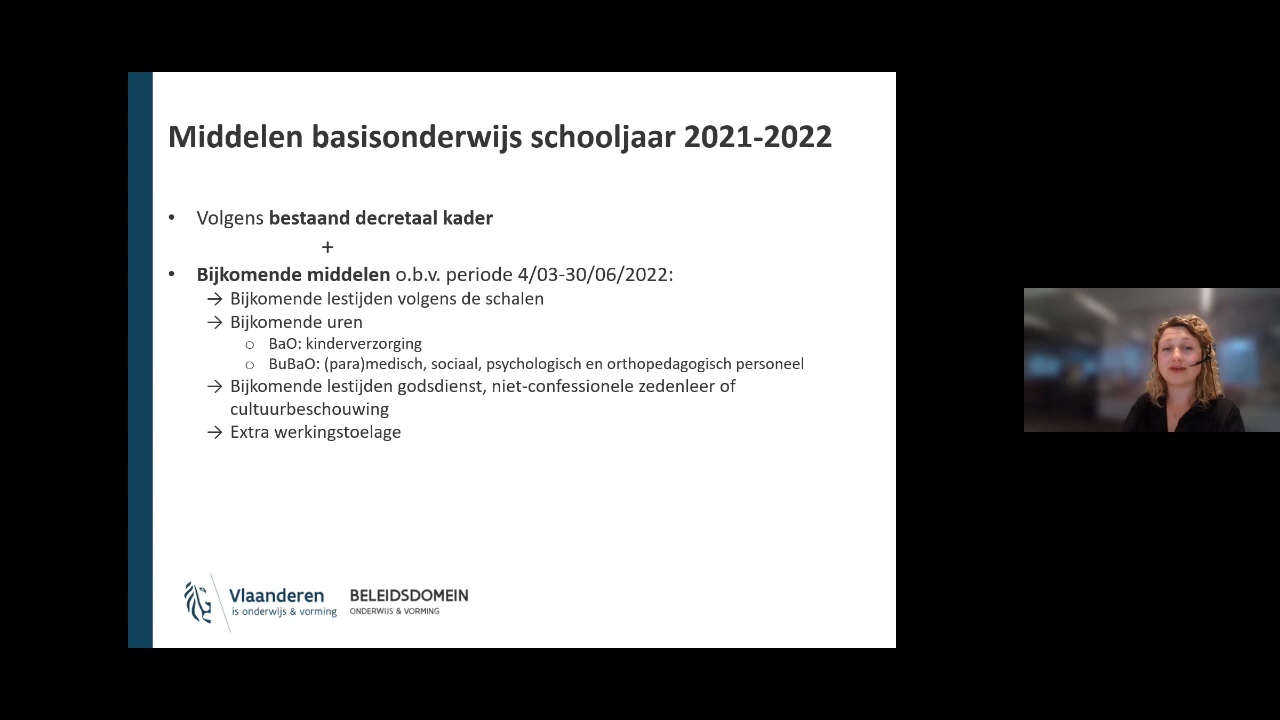 Middelen basisonderwijs schooljaar 2021-2022
• Volgens bestaand decretaal kader
+
• Bijkomende middelen o.b.v. periode 4/03-30/06/2022:
→ Bijkomende lestijden volgens de schalen
→ Bijkomende uren
○ BaO: kinderverzorging
○ BuBaO: (para)medisch, sociaal, psychologisch en orthopedagogisch personeel
→ Bijkomende lestijden godsdienst, niet-confessionele zedenleer of
cultuurbeschouwing
→ Extra werkingstoelage
Vlaanderen
is onderwijs & vorming
BELEIDSDOMEIN
ONDERWIJS & VORMING